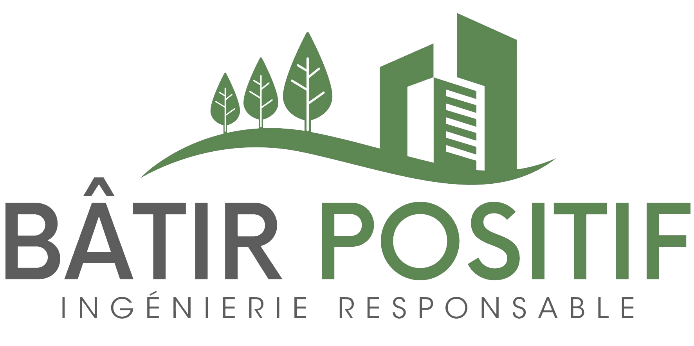 BÂTIR POSITIF
INGÉNIERIE RESPONSABLE